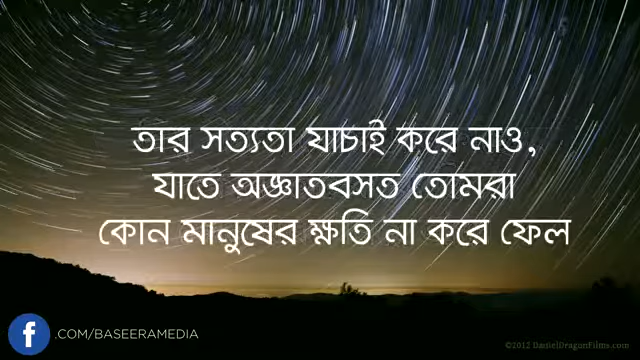 তার সত্যতা যাচাই করে নাও,
যাতে অজ্ঞাতবসত তোমরা
কোন মানুষের ক্ষতি না করে ফেল
f .COM/BASEERAMEDIA
©2012 DanielDragonFilms.com